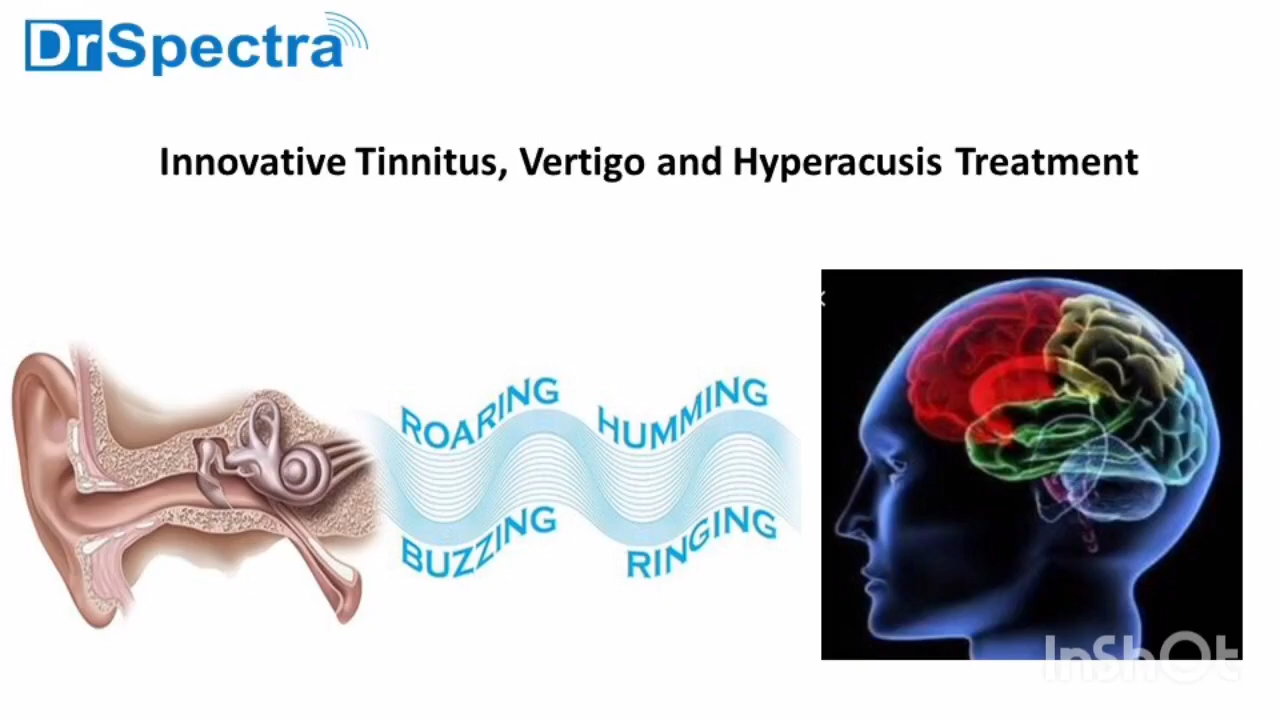 DrSpectra
Innovative Tinnitus, Vertigo and Hyperacusis Treatment
ROARING
HUMMING
BUZZING
RINGING
InShOt